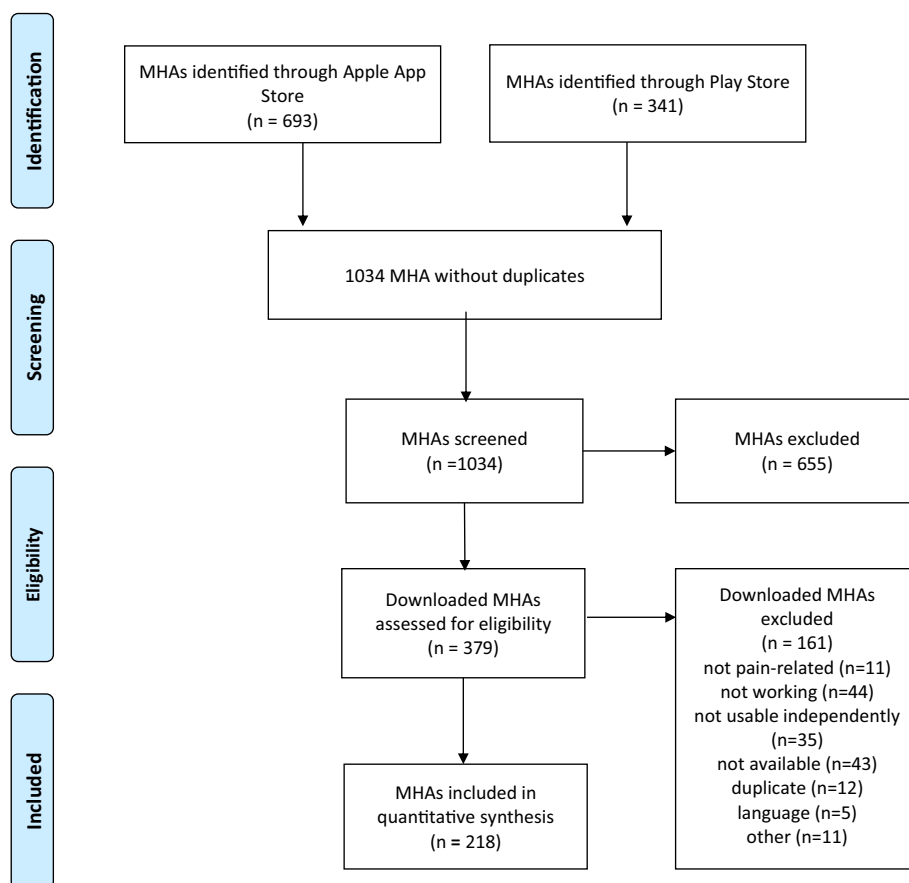 Identification
MHAs identified through Apple App
Store
(n = 693)
MHAs identified through Play Store
(n = 341)
Screening
1034 MHA without duplicates
MHAs screened
(n =1034)
MHAs excluded
(n = 655)
Eligibility
Downloaded MHAs
assessed for eligibility
(n = 379)
Downloaded MHAs
excluded
(n = 161)
not pain-related (n=11)
not working (n=44)
not usable independently
(n=35)
not available (n=43)
duplicate (n=12)
language (n=5)
other (n=11)
Included
MHAs included in
quantitative synthesis
(n = 218)